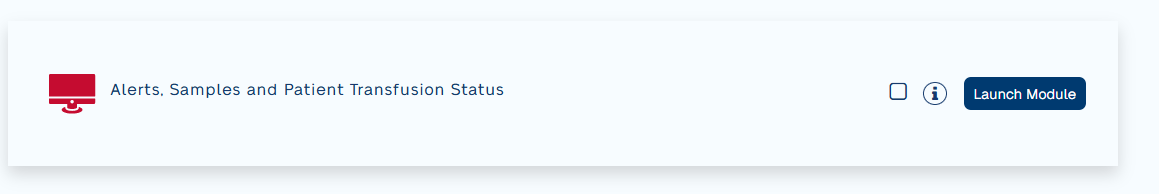 Alerts, Samples and Patient Transfusion Status
Launch Module